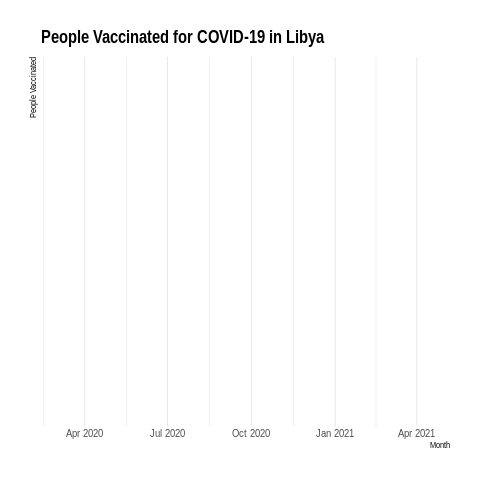 People Vaccinated for COVID-19 in Libya
People Vaccinated
Apr 2020
Jul 2020
Oct 2020
Jan 2021
Apr 2021
Month